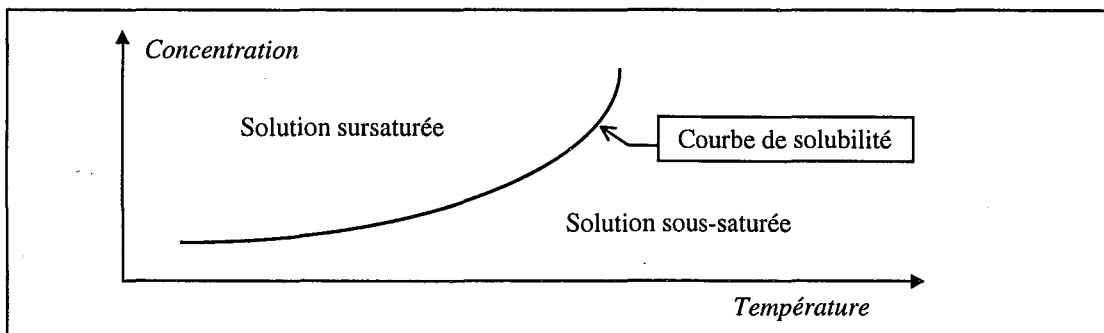 Concentration
Solution sursaturée
Courbe de solubilité
Solution sous-saturée
Température